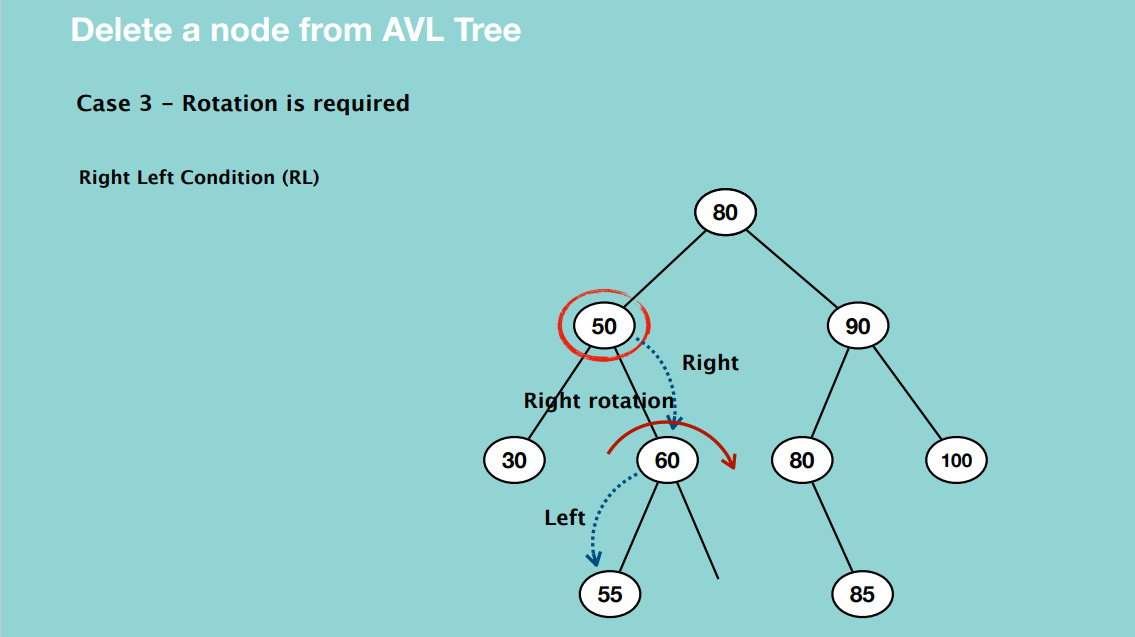 Delete a node from AVL Tree
Case 3 – Rotation is required
Right Left Condition (RL)
80
50
90
Right
Right rotation
30
60
80
100
Left
55
85